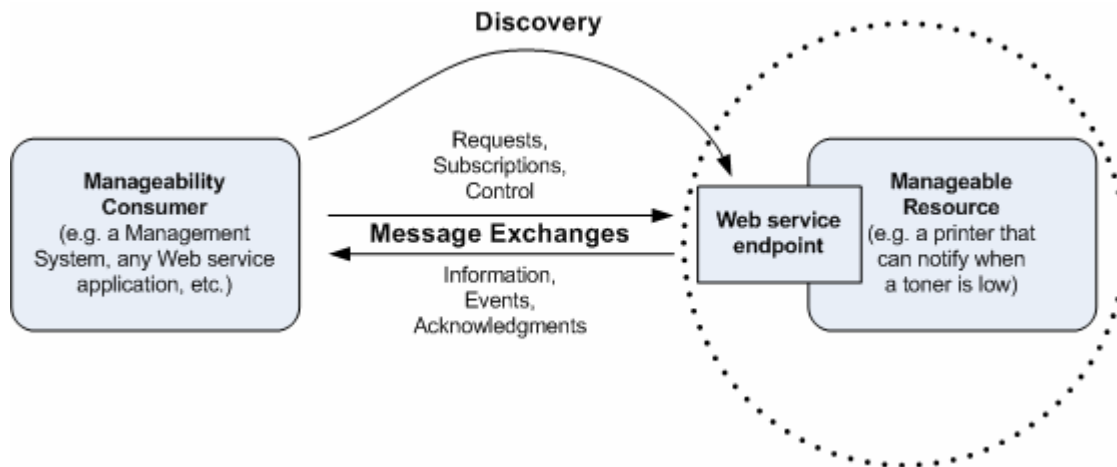 Discovery
Requests,
Subscriptions,
Control
Manageability
Consumer
(e.g. a Management
System, any Web service
application, etc.)
Message Exchanges
Information,
Events,
Acknowledgments
Web service
endpoint
Manageable
Resource
(e.g. a printer that
can notify when
a toner is low)